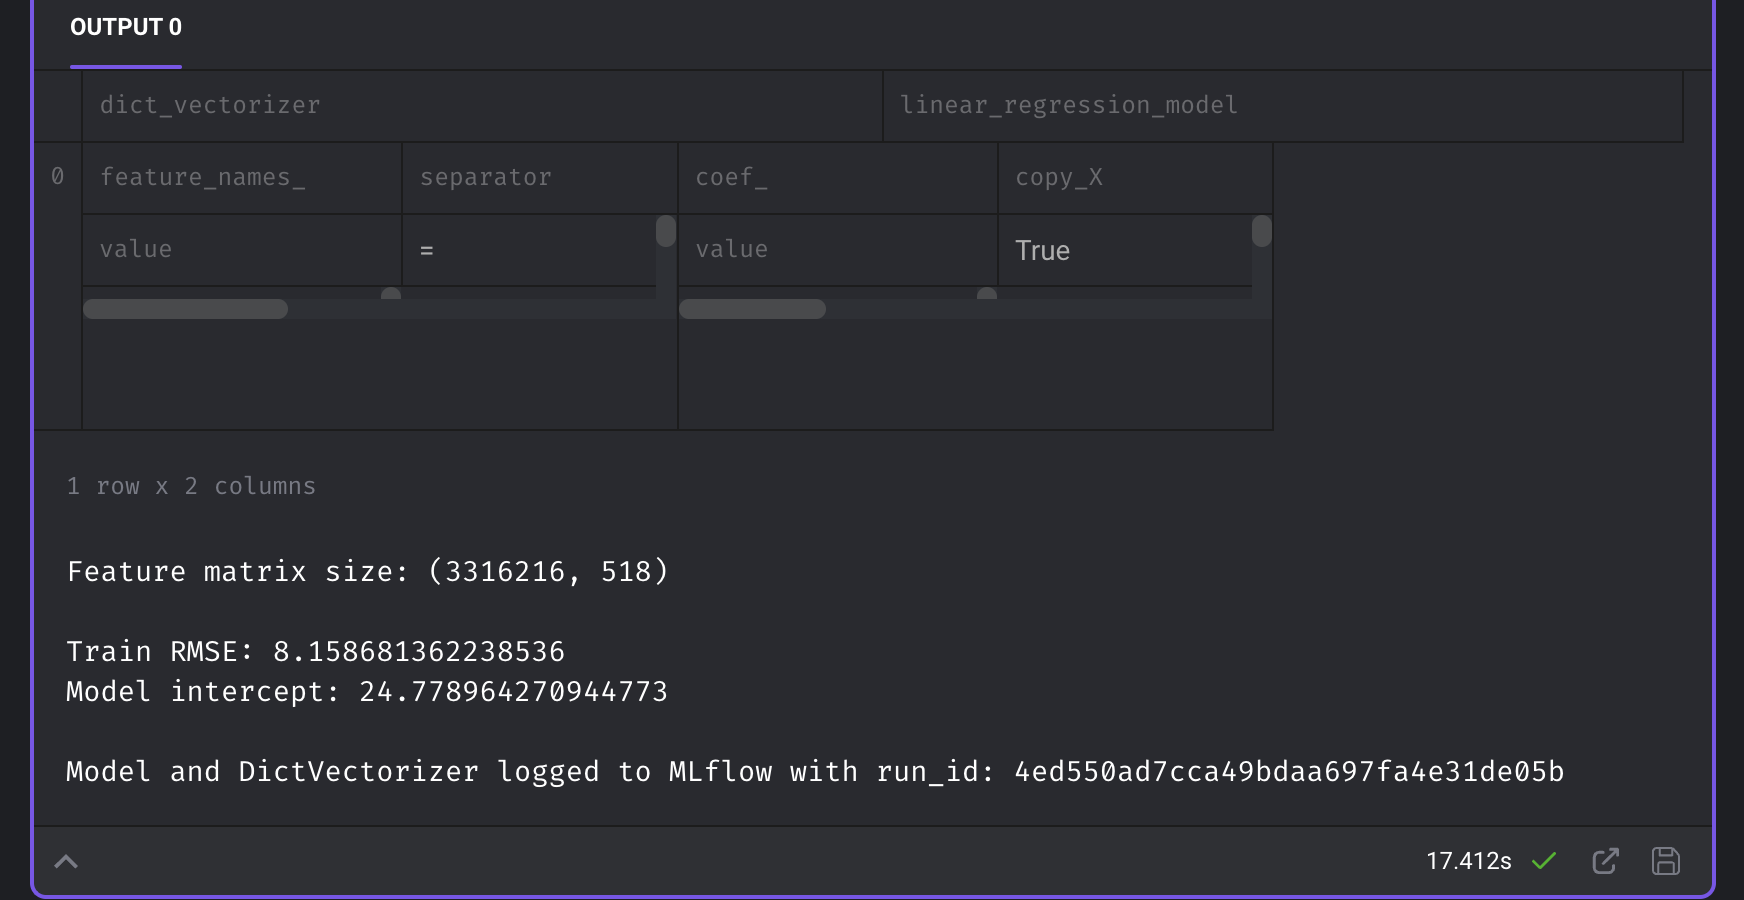 OUTPUT 0
dict_vectorizer linear_regression_model
0 feature_names_ separator coef_ copy_X
value = value True
1 row x 2 columns
Feature matrix size: (3316216, 518)
Train RMSE: 8.158681362238536
Model intercept: 24.778964270944773
Model and DictVectorizer logged to MLflow with run_id: 4ed550ad7cca49bdaa697fa4e31de05b
17.412s